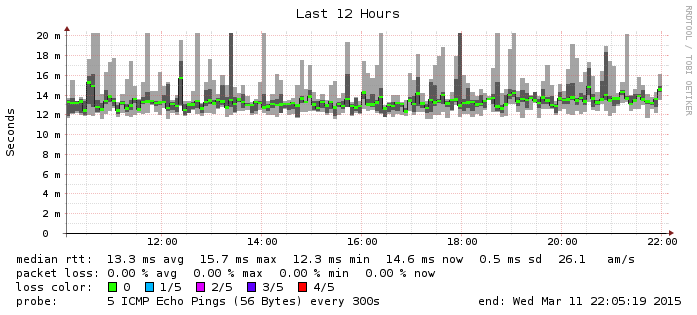 Last 12 Hours
RRDTOOL / TOBI OETIKER
Seconds
20 m
18 m
16 m
14 m
12 m
10 m
8 m
6 m
4 m
2 m
0
12:00 14:00 16:00 18:00 20:00 22:00
median rtt: 13.3 ms avg 15.7 ms max 12.3 ms min 14.6 ms now 0.5 ms sd 26.1 am/s
packet loss: 0.00 % avg 0.00 % max 0.00 % min 0.00 % now
loss color: 0 1/5 2/5 3/5 4/5
probe: 5 ICMP Echo Pings (56 Bytes) every 300s end: Wed Mar 11 22:05:19 2015